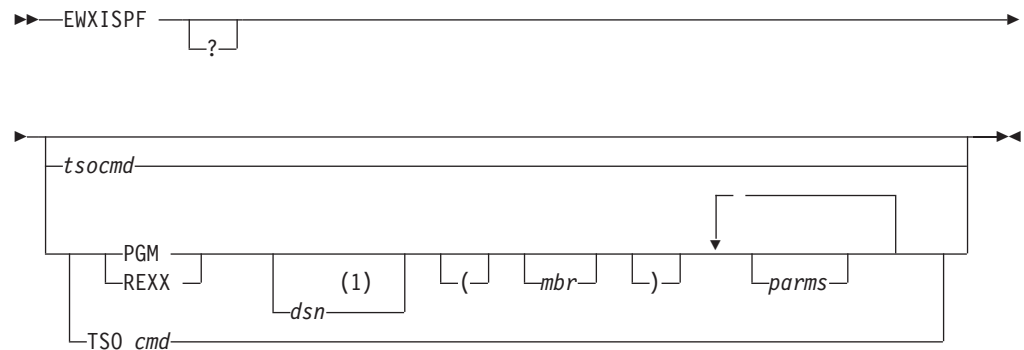 EWXISPF
?
tsocmd
PGM
REXX
(1)
dsn
(
mbr
)
parms
TSO cmd